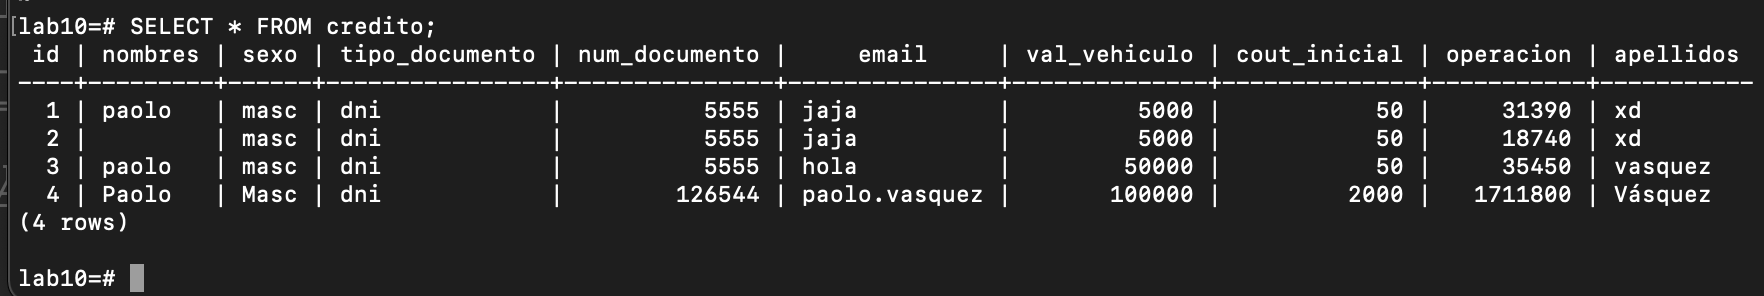 [lab10=# SELECT * FROM credito;
 id | nombres | sexo | tipo_documento | num_documento |     email     | val_vehiculo | cout_inicial | operacion | apellidos
----+---------+------+----------------+---------------+---------------+--------------+--------------+-----------+-----------
  1 | paolo   | masc | dni            |          5555 | jaja          |         5000 |           50 |     31390 | xd
  2 |         | masc | dni            |          5555 | jaja          |         5000 |           50 |     18740 | xd
  3 | paolo   | masc | dni            |          5555 | hola          |        50000 |           50 |     35450 | vasquez
  4 | Paolo   | Masc | dni            |        126544 | paolo.vasquez |       100000 |         2000 |   1711800 | Vásquez
(4 rows)
lab10=#